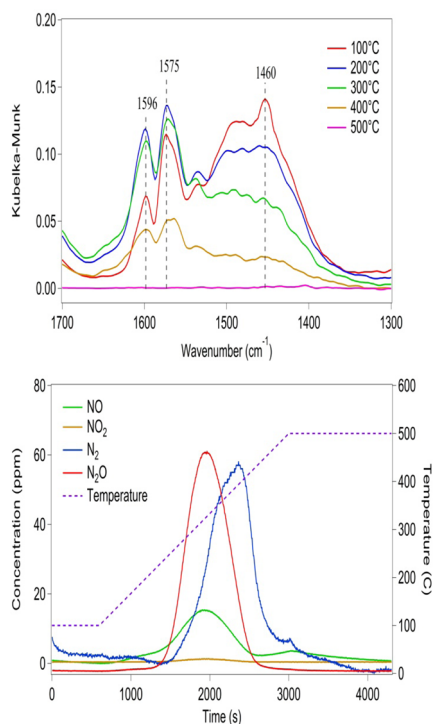 0.20
0.15
0.10
0.05
0.00
Kubelka-Munk
1596
1575
1460
100°C
200°C
300°C
400°C
500°C
1700 1600 1500 1400 1300
Wavenumber (cm-1)
80
60
40
20
0
Concentration (ppm)
NO
NO2
N2
N2O
Temperature
600
500
400
300
200
100
0
Temperature (C)
0 1000 2000 3000 4000
Time (s)